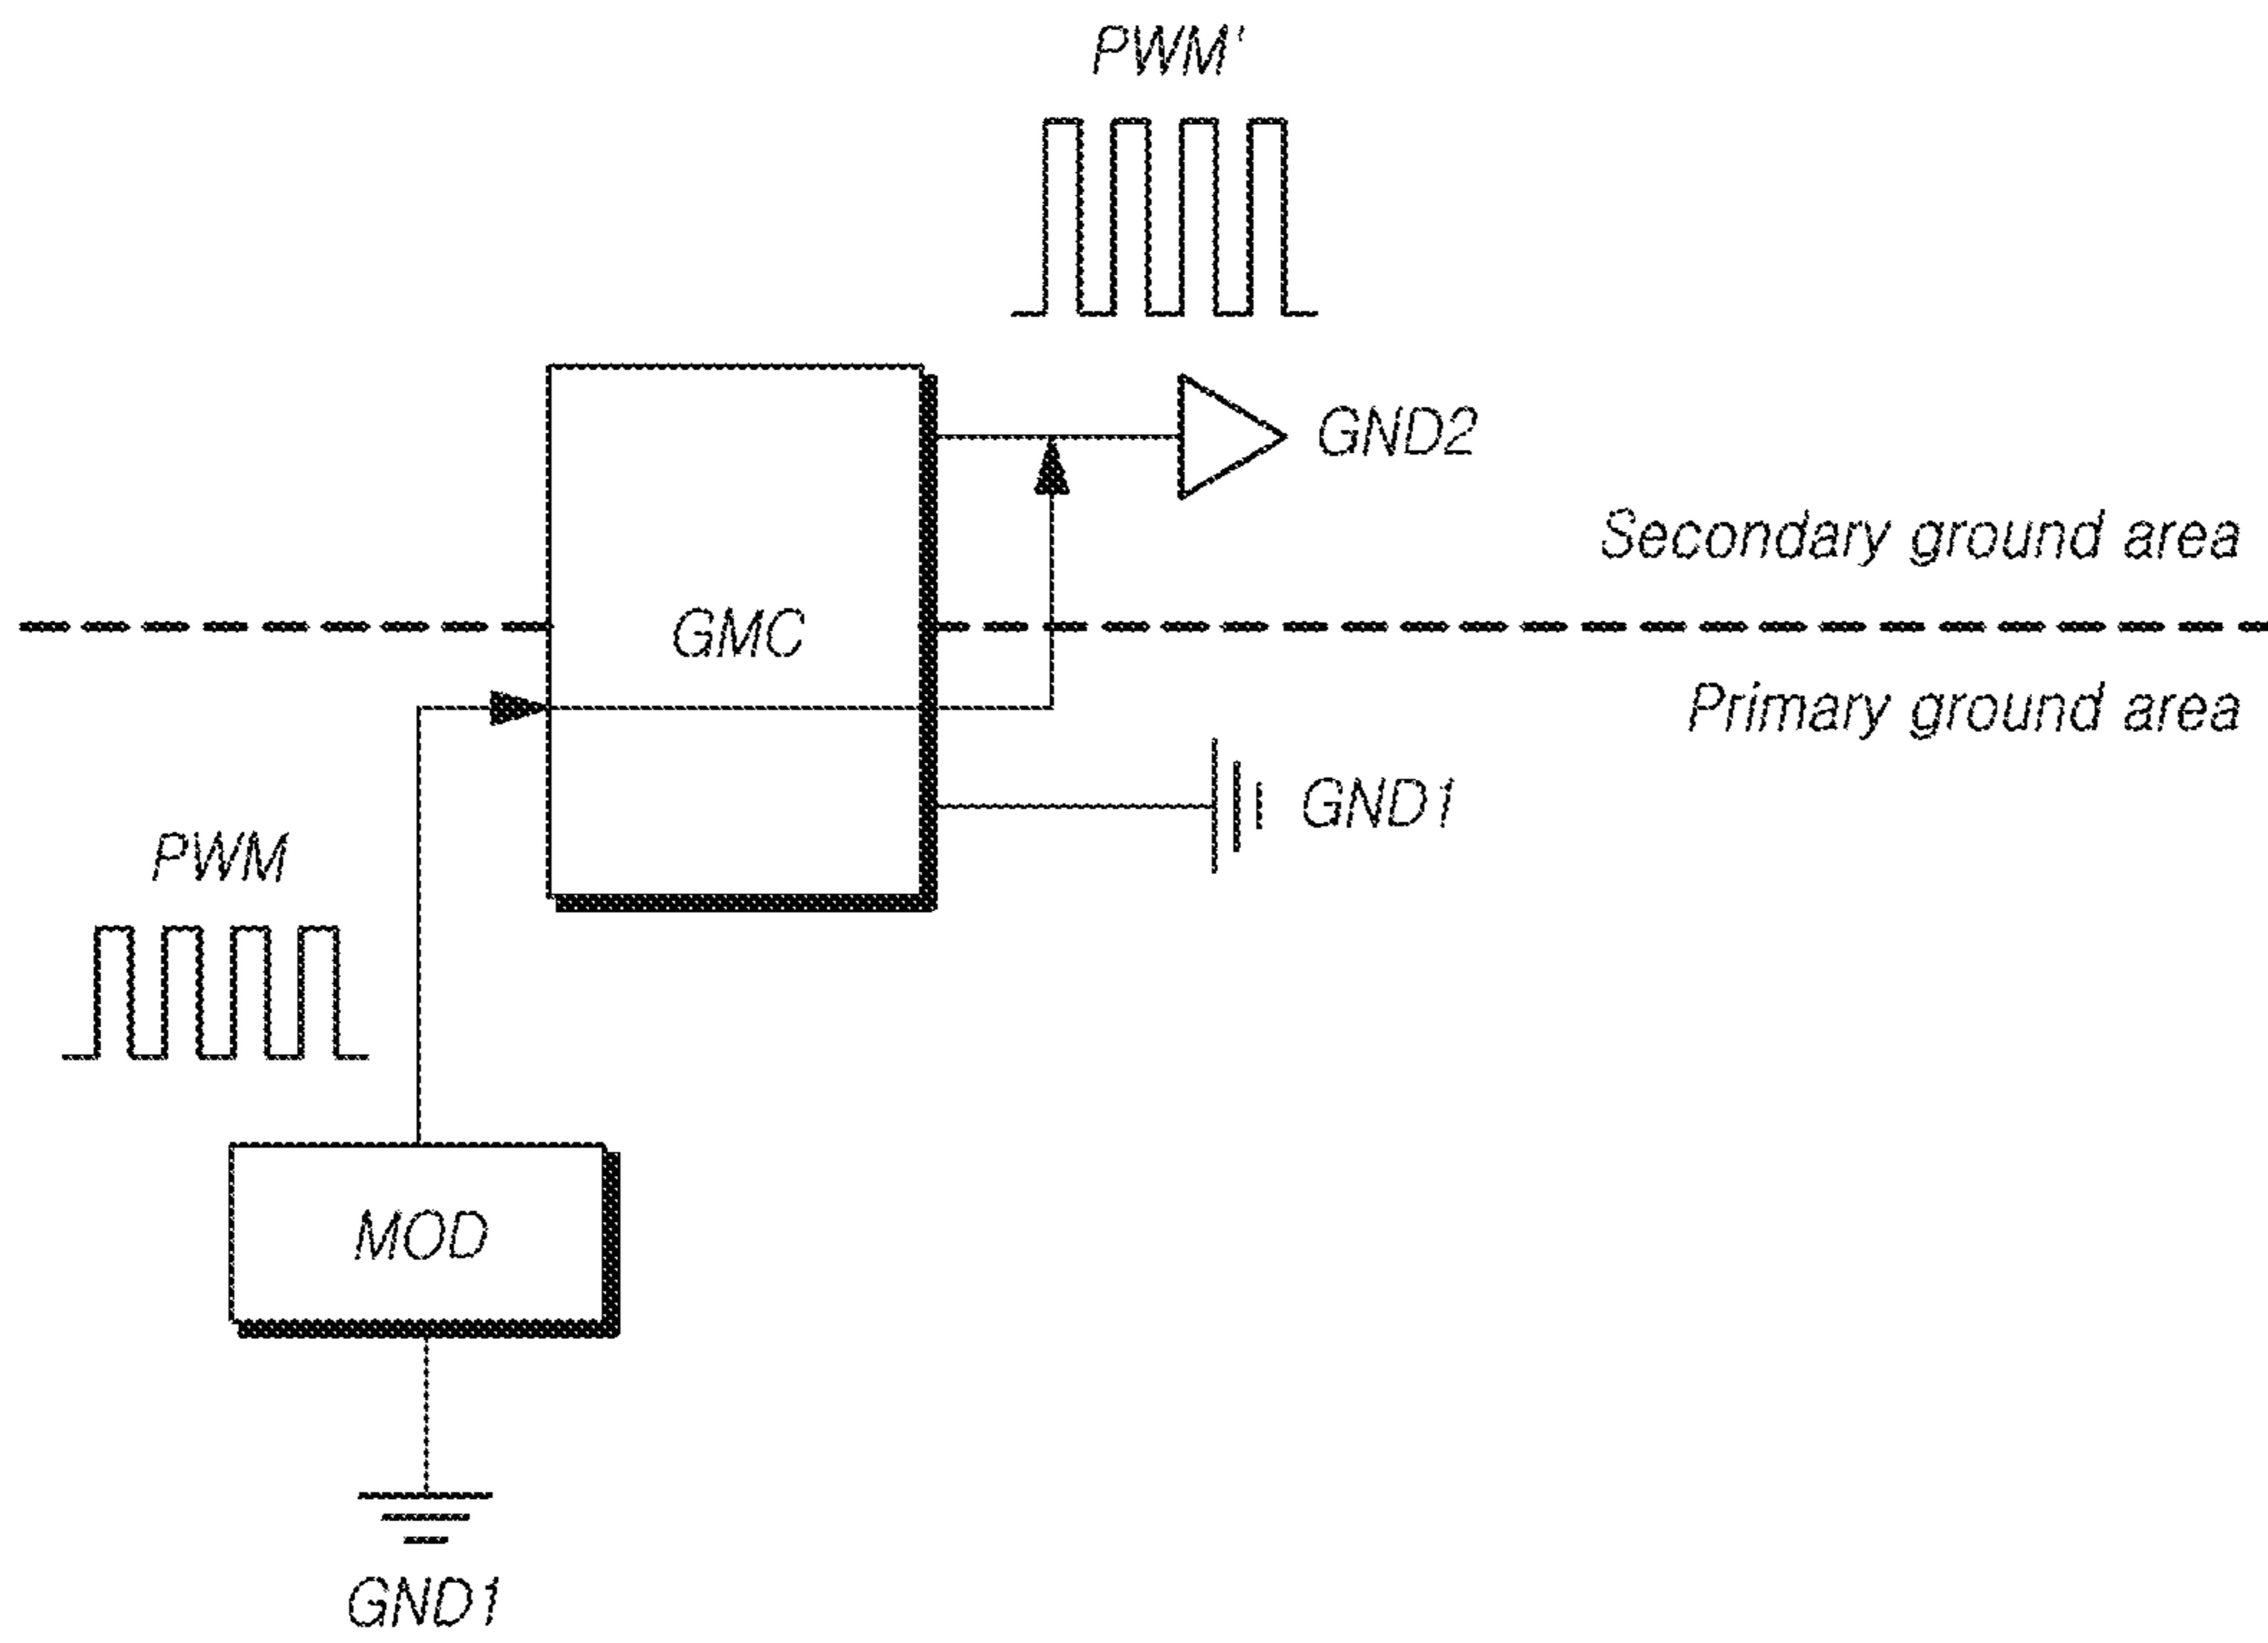 PWM'
GND2
Secondary ground area
GMC
Primary ground area
GND1
PWM
MOD
GND1